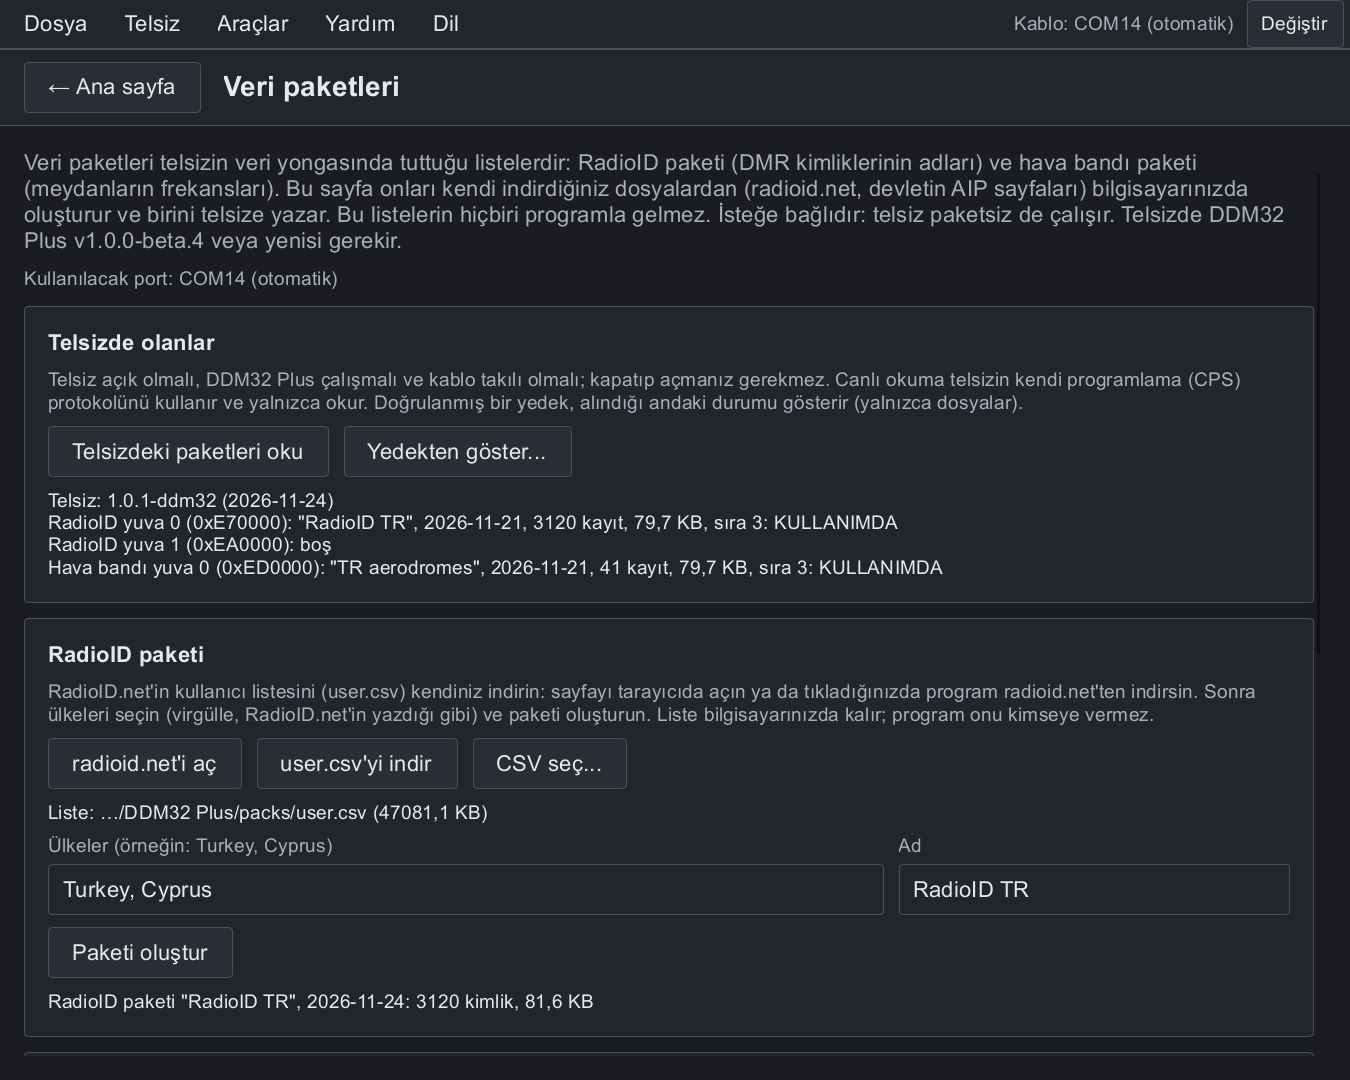 Dosya Telsiz Araçlar Yardım Dil Kablo: COM14 (otomatik) Değiştir
← Ana sayfa Veri paketleri
Veri paketleri telsizin veri yongasında tuttuğu listelerdir: RadioID paketi (DMR kimliklerinin adları) ve hava bandı paketi
(meydanların frekansları). Bu sayfa onları kendi indirdiğiniz dosyalardan (radioid.net, devletin AIP sayfaları) bilgisayarınızda
oluşturur ve birini telsize yazar. Bu listelerin hiçbiri programla gelmez. İsteğe bağlıdır: telsiz paketsiz de çalışır. Telsizde DDM32
Plus v1.0.0-beta.4 veya yenisi gerekir.
Kullanılacak port: COM14 (otomatik)
Telsizde olanlar
Telsiz açık olmalı, DDM32 Plus çalışmalı ve kablo takılı olmalı; kapatıp açmanız gerekmez. Canlı okuma telsizin kendi programlama (CPS)
protokolünü kullanır ve yalnızca okur. Doğrulanmış bir yedek, alındığı andaki durumu gösterir (yalnızca dosyalar).
Telsizdeki paketleri oku Yedekten göster...
Telsiz: 1.0.1-ddm32 (2026-11-24)
RadioID yuva 0 (0xE70000): "RadioID TR", 2026-11-21, 3120 kayıt, 79,7 KB, sıra 3: KULLANIMDA
RadioID yuva 1 (0xEA0000): boş
Hava bandı yuva 0 (0xED0000): "TR aerodromes", 2026-11-21, 41 kayıt, 79,7 KB, sıra 3: KULLANIMDA
RadioID paketi
RadioID.net'in kullanıcı listesini (user.csv) kendiniz indirin: sayfayı tarayıcıda açın ya da tıkladığınızda program radioid.net'ten indirsin. Sonra
ülkeleri seçin (virgülle, RadioID.net'in yazdığı gibi) ve paketi oluşturun. Liste bilgisayarınızda kalır; program onu kimseye vermez.
radioid.net'i aç user.csv'yi indir CSV seç...
Liste: …/DDM32 Plus/packs/user.csv (47081,1 KB)
Ülkeler (örneğin: Turkey, Cyprus) Ad
Turkey, Cyprus RadioID TR
Paketi oluştur
RadioID paketi "RadioID TR", 2026-11-24: 3120 kimlik, 81,6 KB